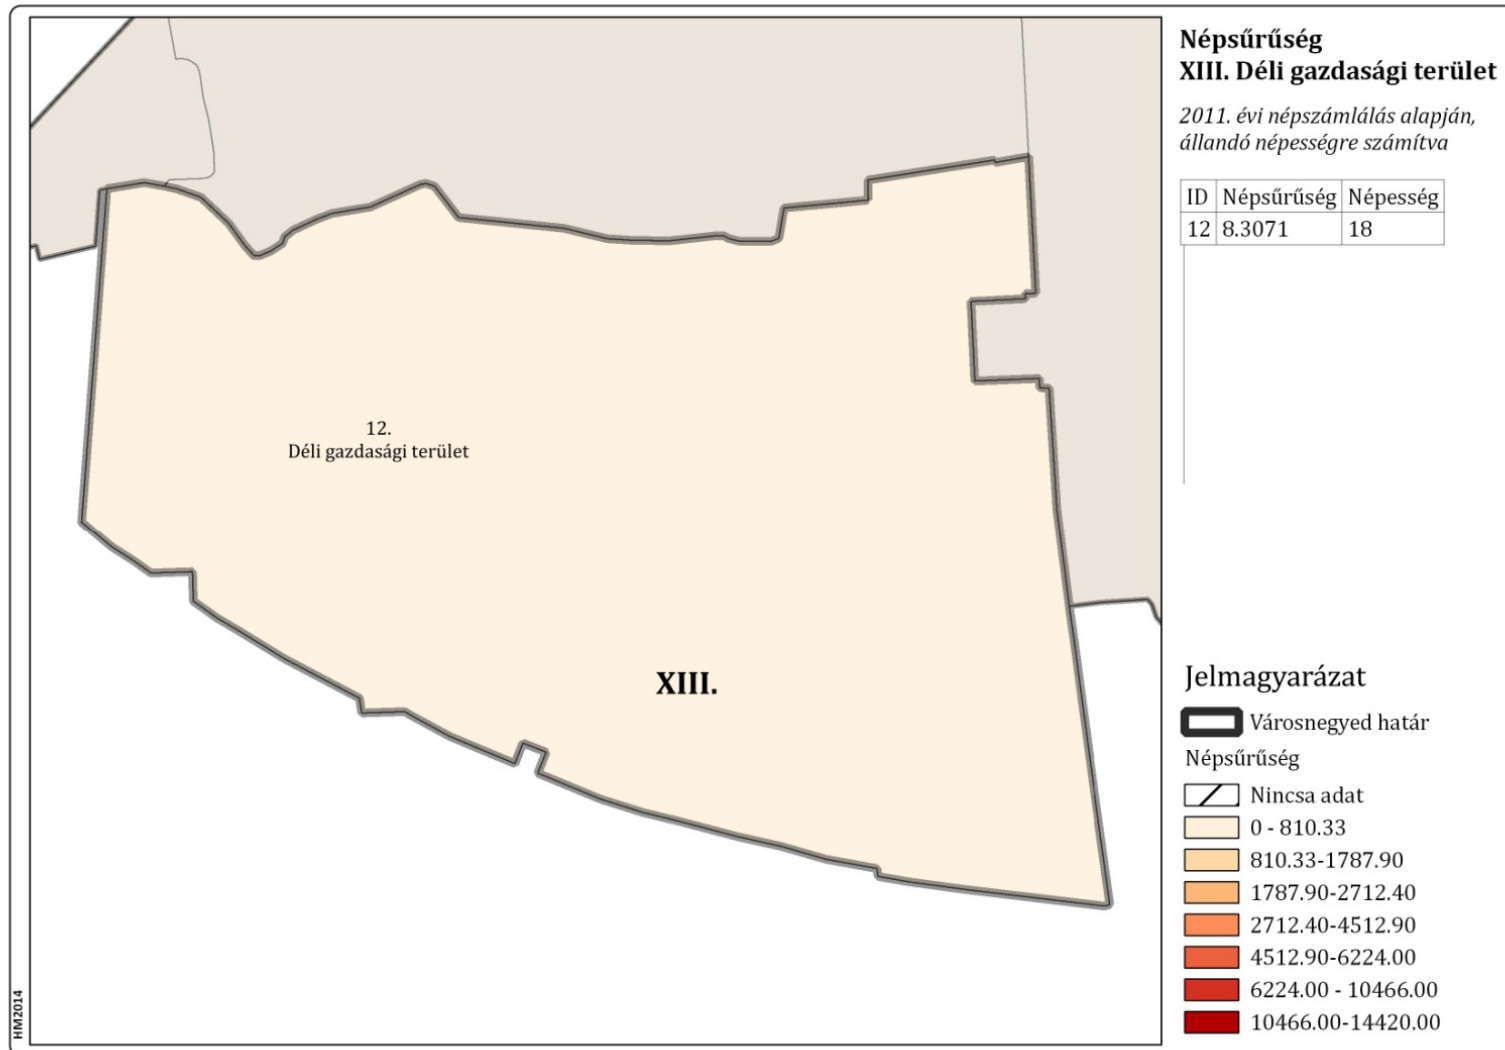 Népsűrűség
XIII. Déli gazdasági terület
2011. évi népszámlálás alapján,
állandó népességre számítva
ID Népsűrűség Népesség
12 8.3071 18
12.
Déli gazdasági terület
XIII.
Jelmagyarázat
Városnegyed határ
Népsűrűség
Nincsa adat
0 - 810.33
810.33-1787.90
1787.90-2712.40
2712.40-4512.90
4512.90-6224.00
6224.00 - 10466.00
10466.00-14420.00
HM2014